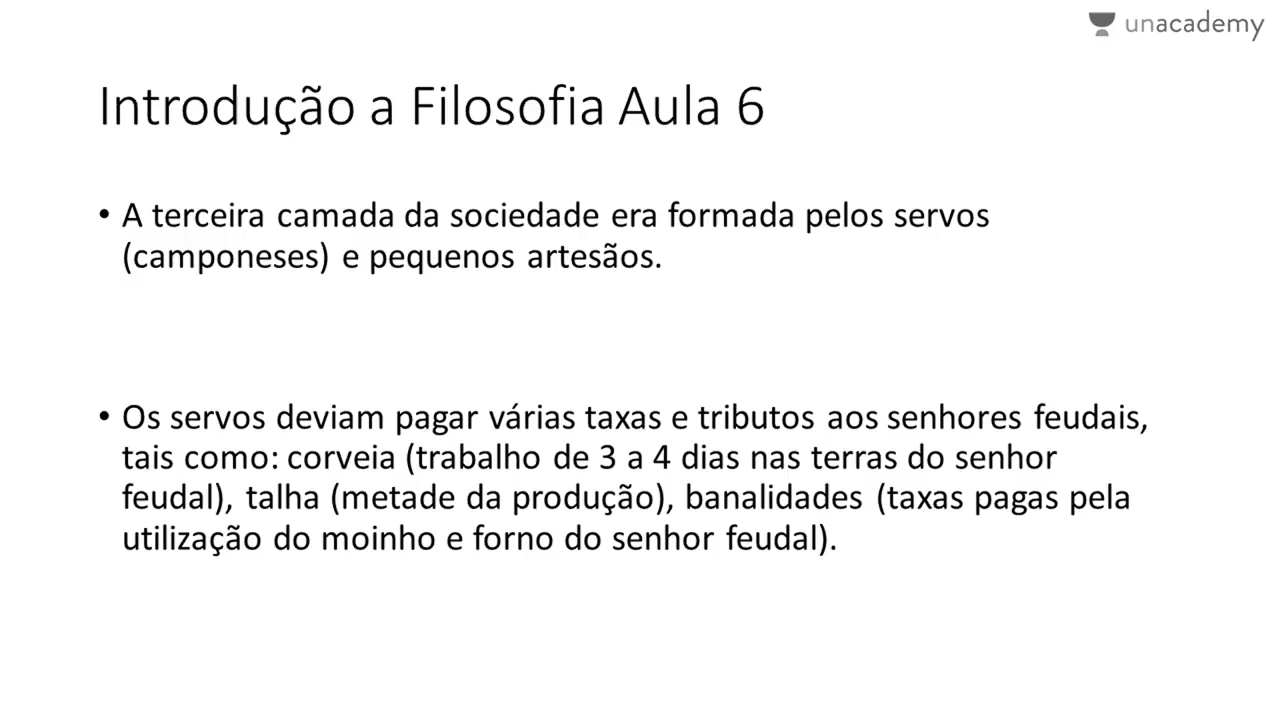 unacademy
Introdução a Filosofia Aula 6
• A terceira camada da sociedade era formada pelos servos
(camponeses) e pequenos artesãos.
• Os servos deviam pagar várias taxas e tributos aos senhores feudais,
tais como: corveia (trabalho de 3 a 4 dias nas terras do senhor
feudal), talha (metade da produção), banalidades (taxas pagas pela
utilização do moinho e forno do senhor feudal).